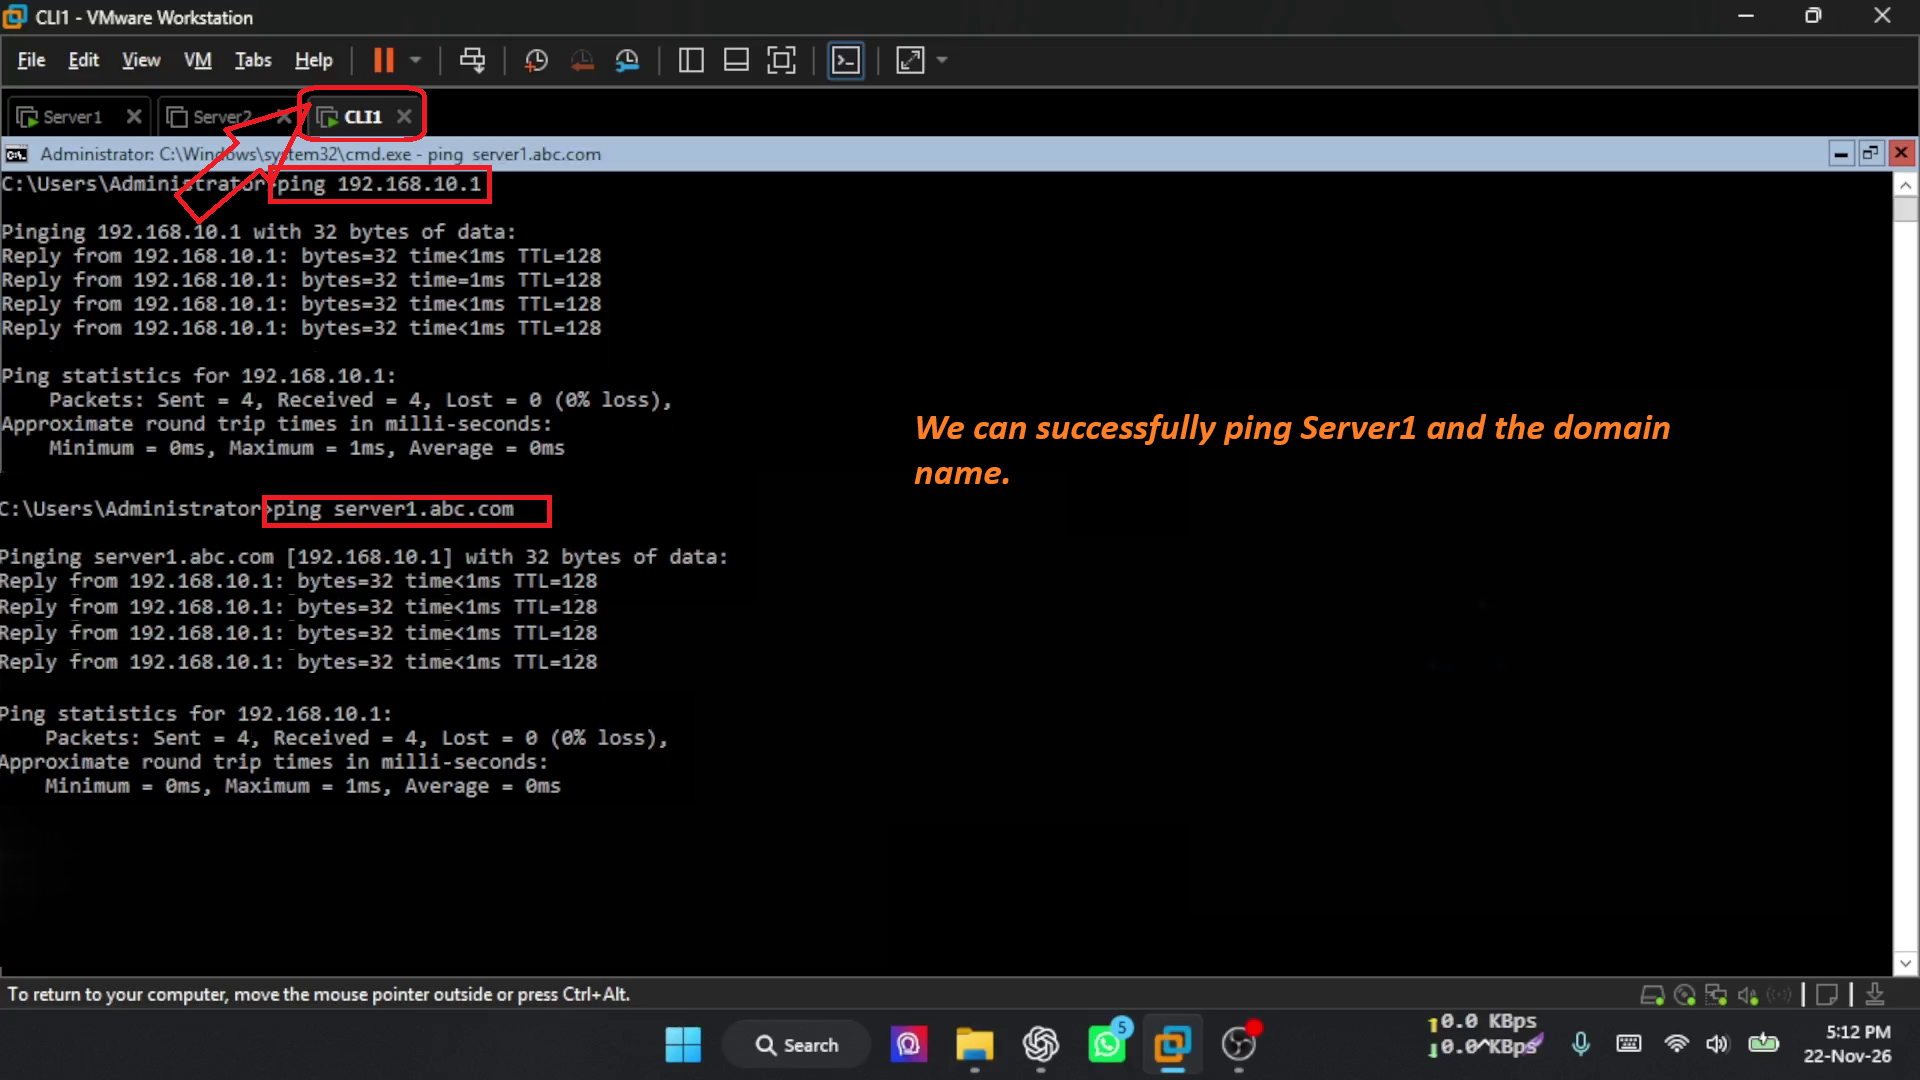 CLI1 - VMware Workstation
File Edit View VM Tabs Help
Server1 Server2 CLI1
Administrator: C:\Windows\system32\cmd.exe - ping server1.abc.com
C:\Users\Administrator>ping 192.168.10.1
Pinging 192.168.10.1 with 32 bytes of data:
Reply from 192.168.10.1: bytes=32 time<1ms TTL=128
Reply from 192.168.10.1: bytes=32 time=1ms TTL=128
Reply from 192.168.10.1: bytes=32 time<1ms TTL=128
Reply from 192.168.10.1: bytes=32 time<1ms TTL=128
Ping statistics for 192.168.10.1:
Packets: Sent = 4, Received = 4, Lost = 0 (0% loss),
Approximate round trip times in milli-seconds:
Minimum = 0ms, Maximum = 1ms, Average = 0ms
We can successfully ping Server1 and the domain
name.
C:\Users\Administrator>ping server1.abc.com
Pinging server1.abc.com [192.168.10.1] with 32 bytes of data:
Reply from 192.168.10.1: bytes=32 time<1ms TTL=128
Reply from 192.168.10.1: bytes=32 time<1ms TTL=128
Reply from 192.168.10.1: bytes=32 time<1ms TTL=128
Reply from 192.168.10.1: bytes=32 time<1ms TTL=128
Ping statistics for 192.168.10.1:
Packets: Sent = 4, Received = 4, Lost = 0 (0% loss),
Approximate round trip times in milli-seconds:
Minimum = 0ms, Maximum = 1ms, Average = 0ms
To return to your computer, move the mouse pointer outside or press Ctrl+Alt.
Search
5
0.0 KBps
0.0 KBps
5:12 PM
22-Nov-26